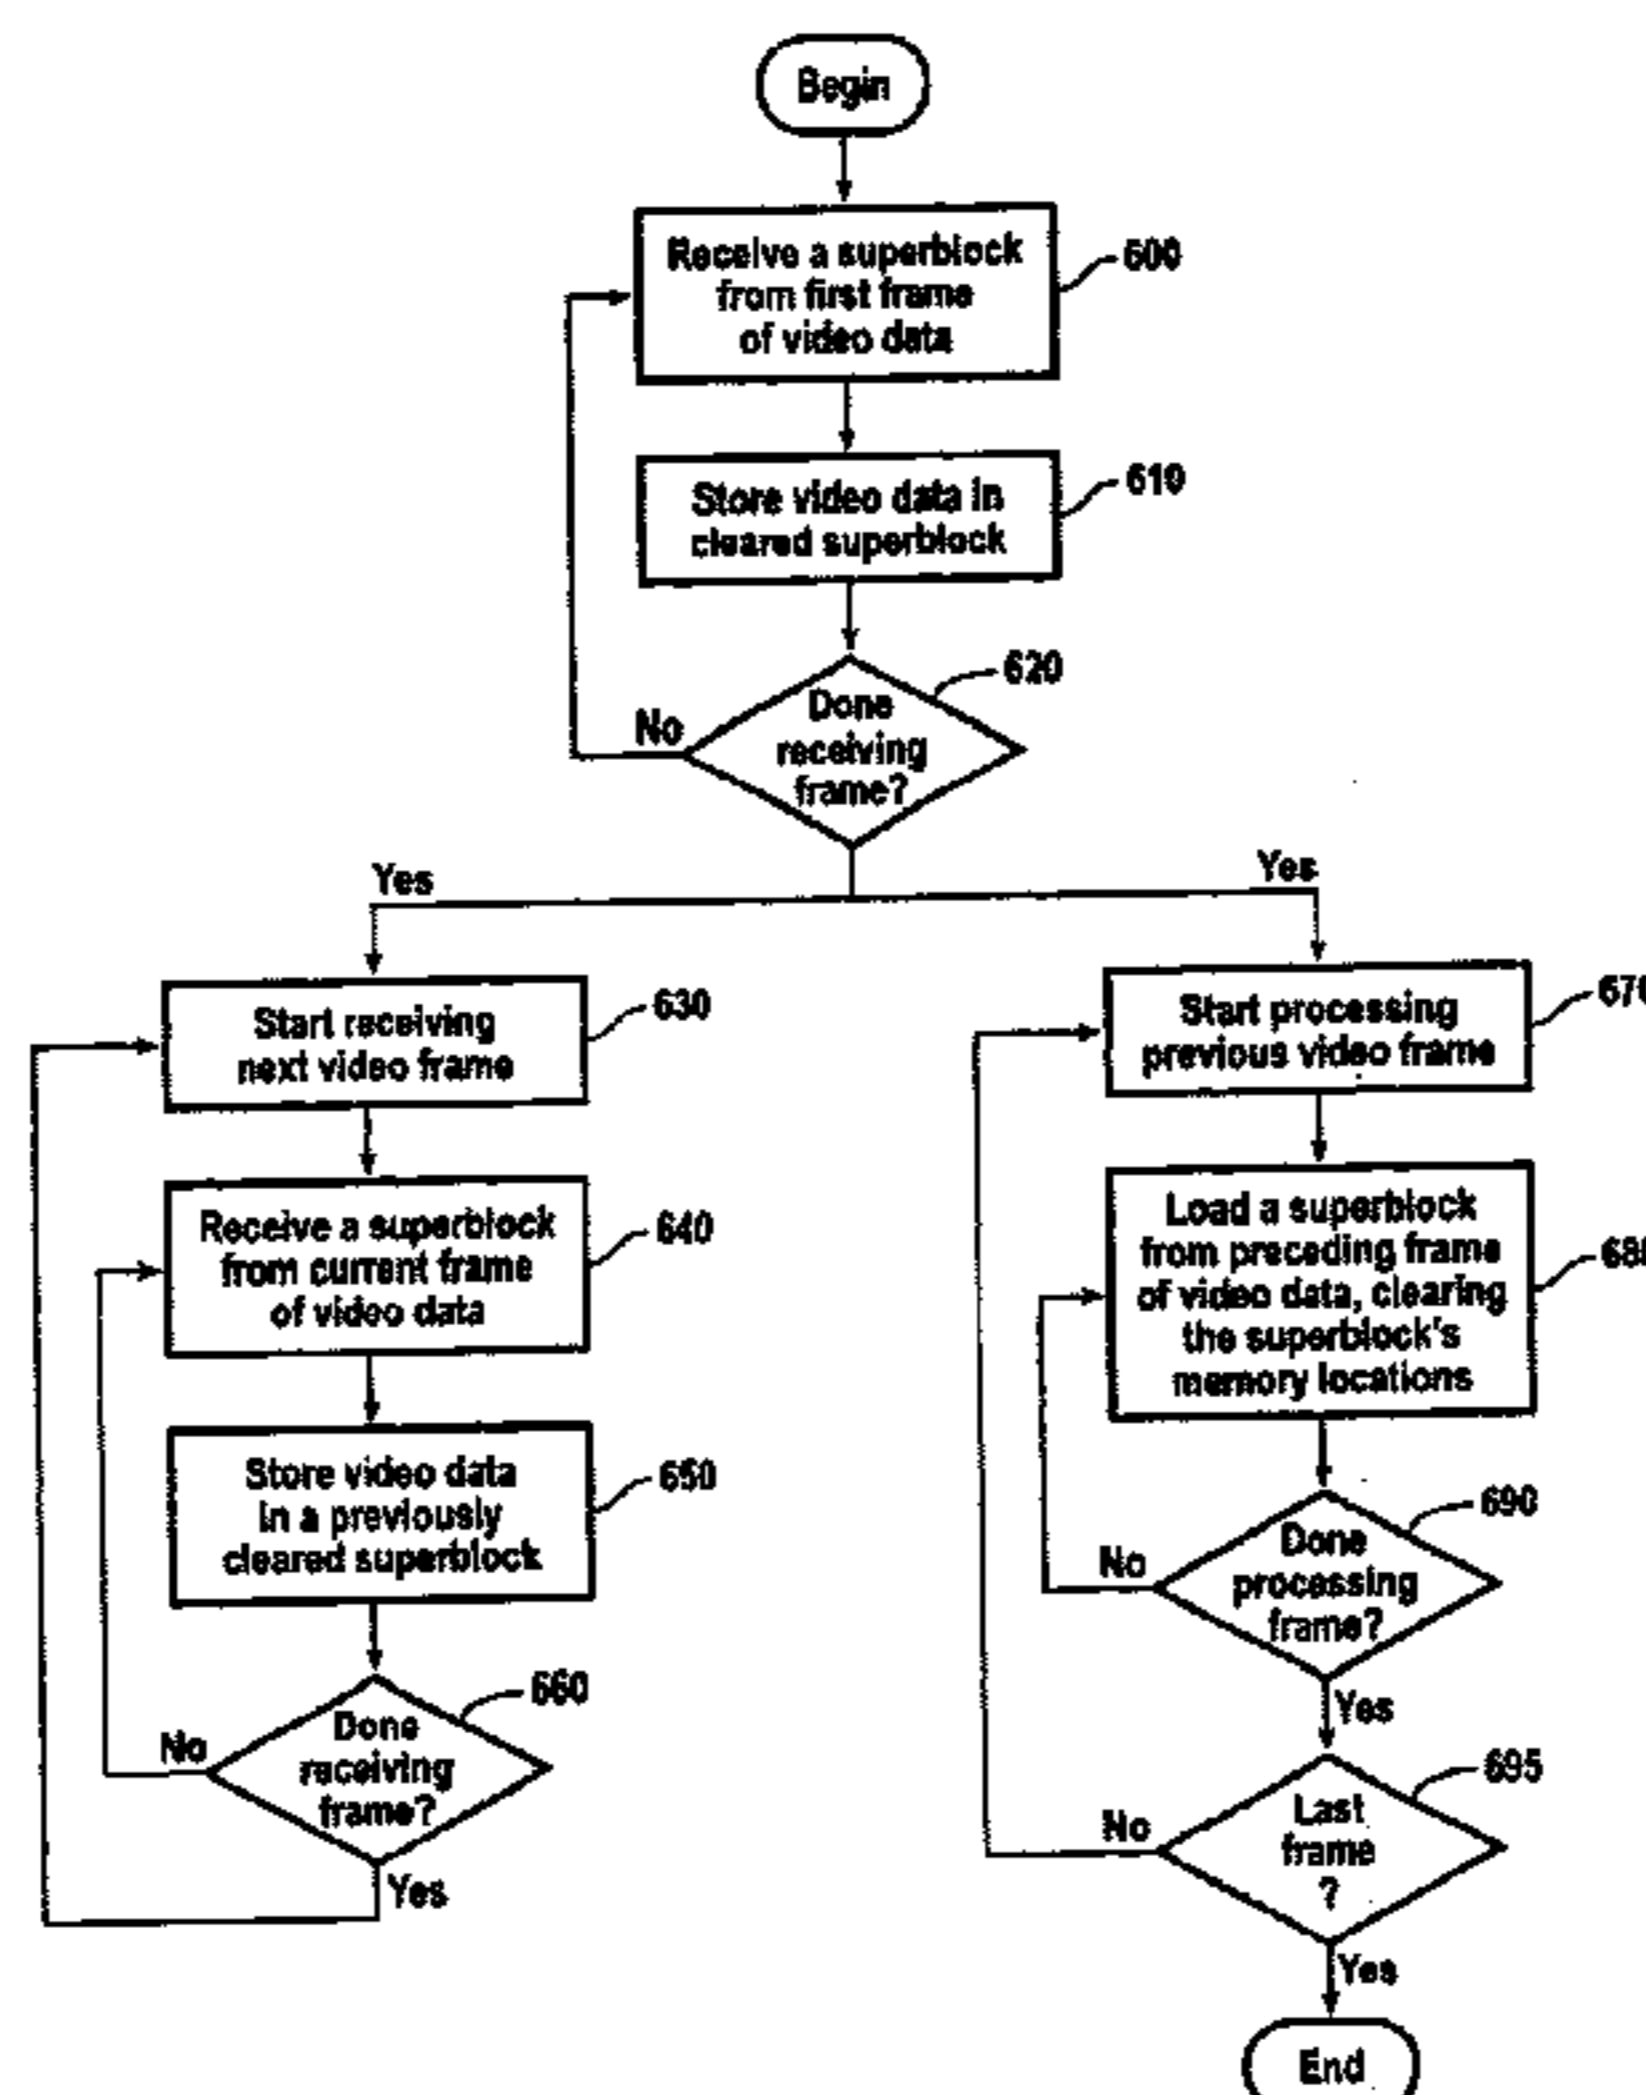 Begin
Receive a superblock
from first frame
of video data
600
Store video data in
cleared superblock
610
Done
receiving
frame?
620
No
Yes
Yes
Start receiving
next video frame
630
Receive a superblock
from current frame
of video data
640
Store video data
in a previously
cleared superblock
650
Done
receiving
frame?
660
No
Yes
Start processing
previous video frame
670
Load a superblock
from preceding frame
of video data, clearing
the superblock's
memory locations
680
Done
processing
frame?
690
No
Yes
Last
frame
?
695
No
Yes
End